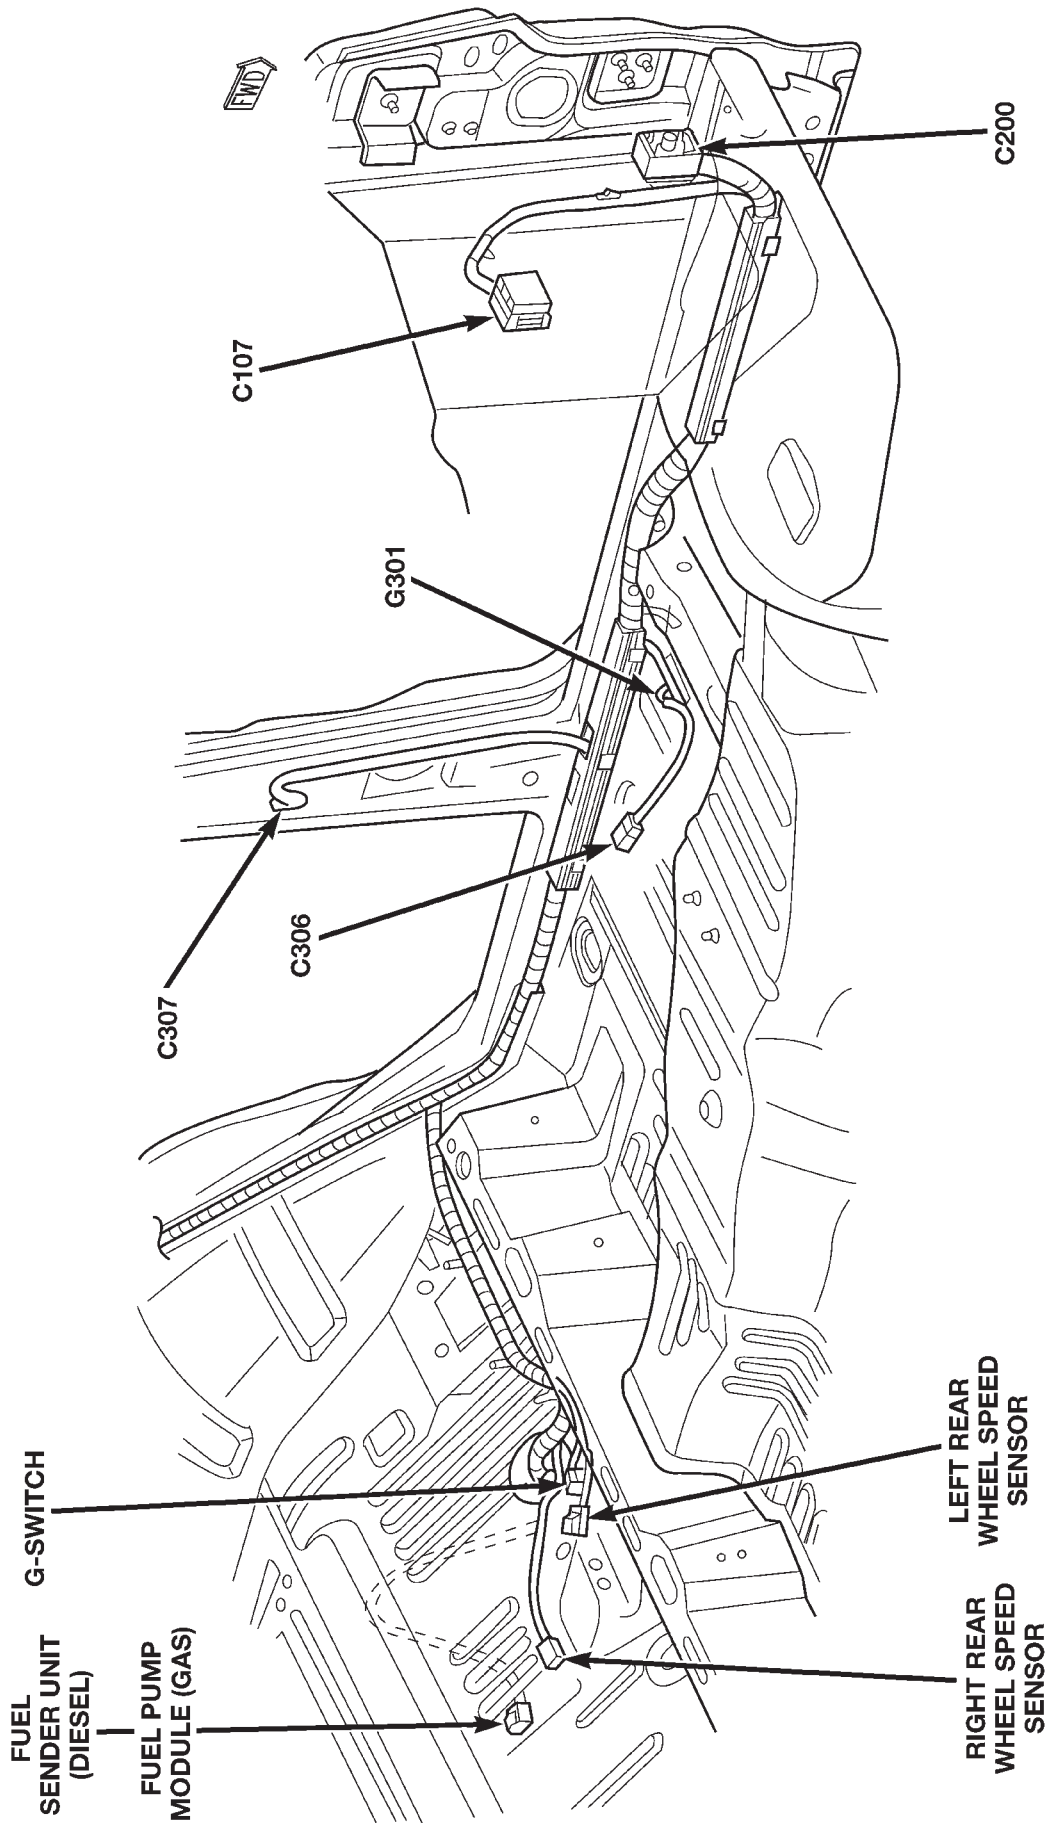 FWD
C200
C107
G301
C307
C306
G-SWITCH
FUEL
SENDER UNIT
(DIESEL)
FUEL PUMP
MODULE (GAS)
LEFT REAR
WHEEL SPEED
SENSOR
RIGHT REAR
WHEEL SPEED
SENSOR